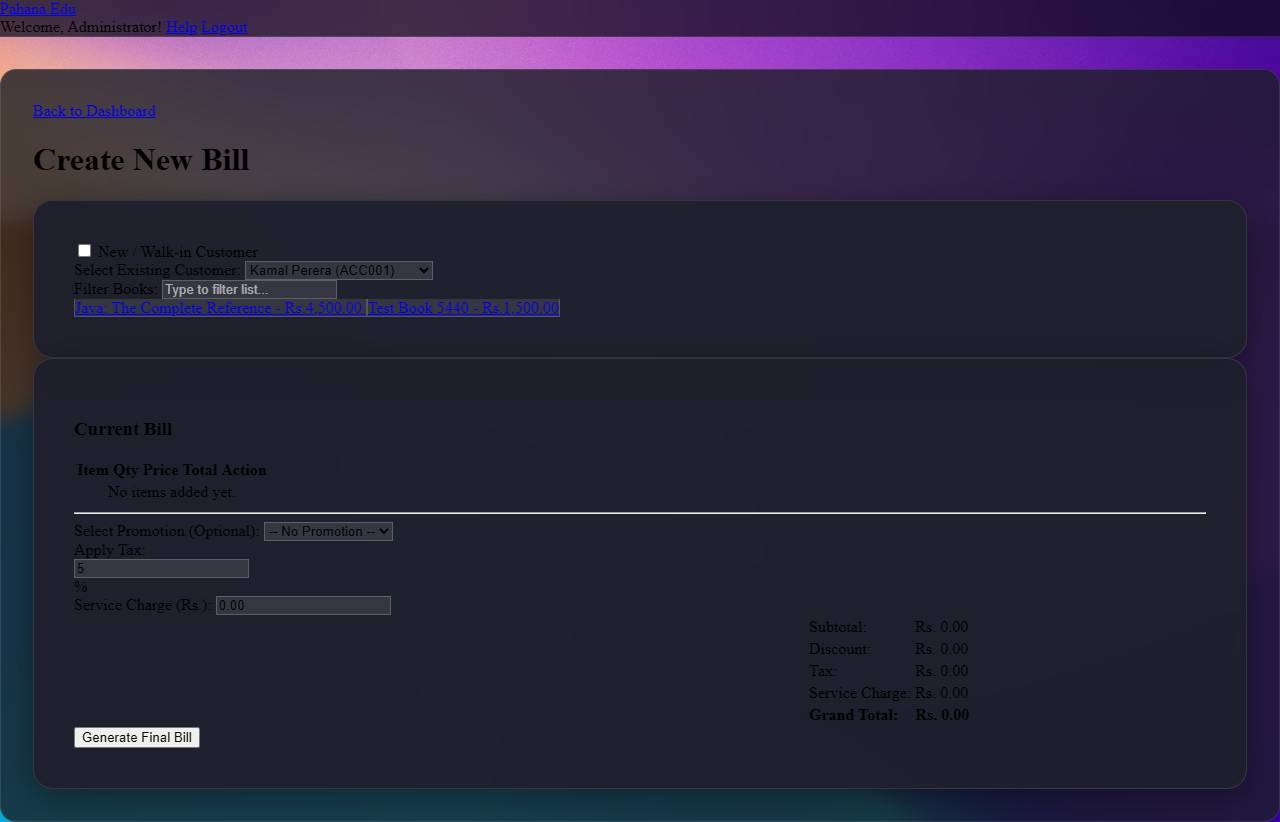 Pahana Edu
Welcome, Administrator! Help Logout
Back to Dashboard
Create New Bill
New / Walk-in Customer
Select Existing Customer: Kamal Perera (ACC001)
Filter Books: Type to filter list...
Java: The Complete Reference - Rs.4,500.00 Test Book 5440 - Rs.1,500.00
Current Bill
Item Qty Price Total Action
No items added yet.
Select Promotion (Optional): -- No Promotion --
Apply Tax:
5
%
Service Charge (Rs.): 0.00
Subtotal: Rs. 0.00
Discount: Rs. 0.00
Tax: Rs. 0.00
Service Charge: Rs. 0.00
Grand Total: Rs. 0.00
Generate Final Bill